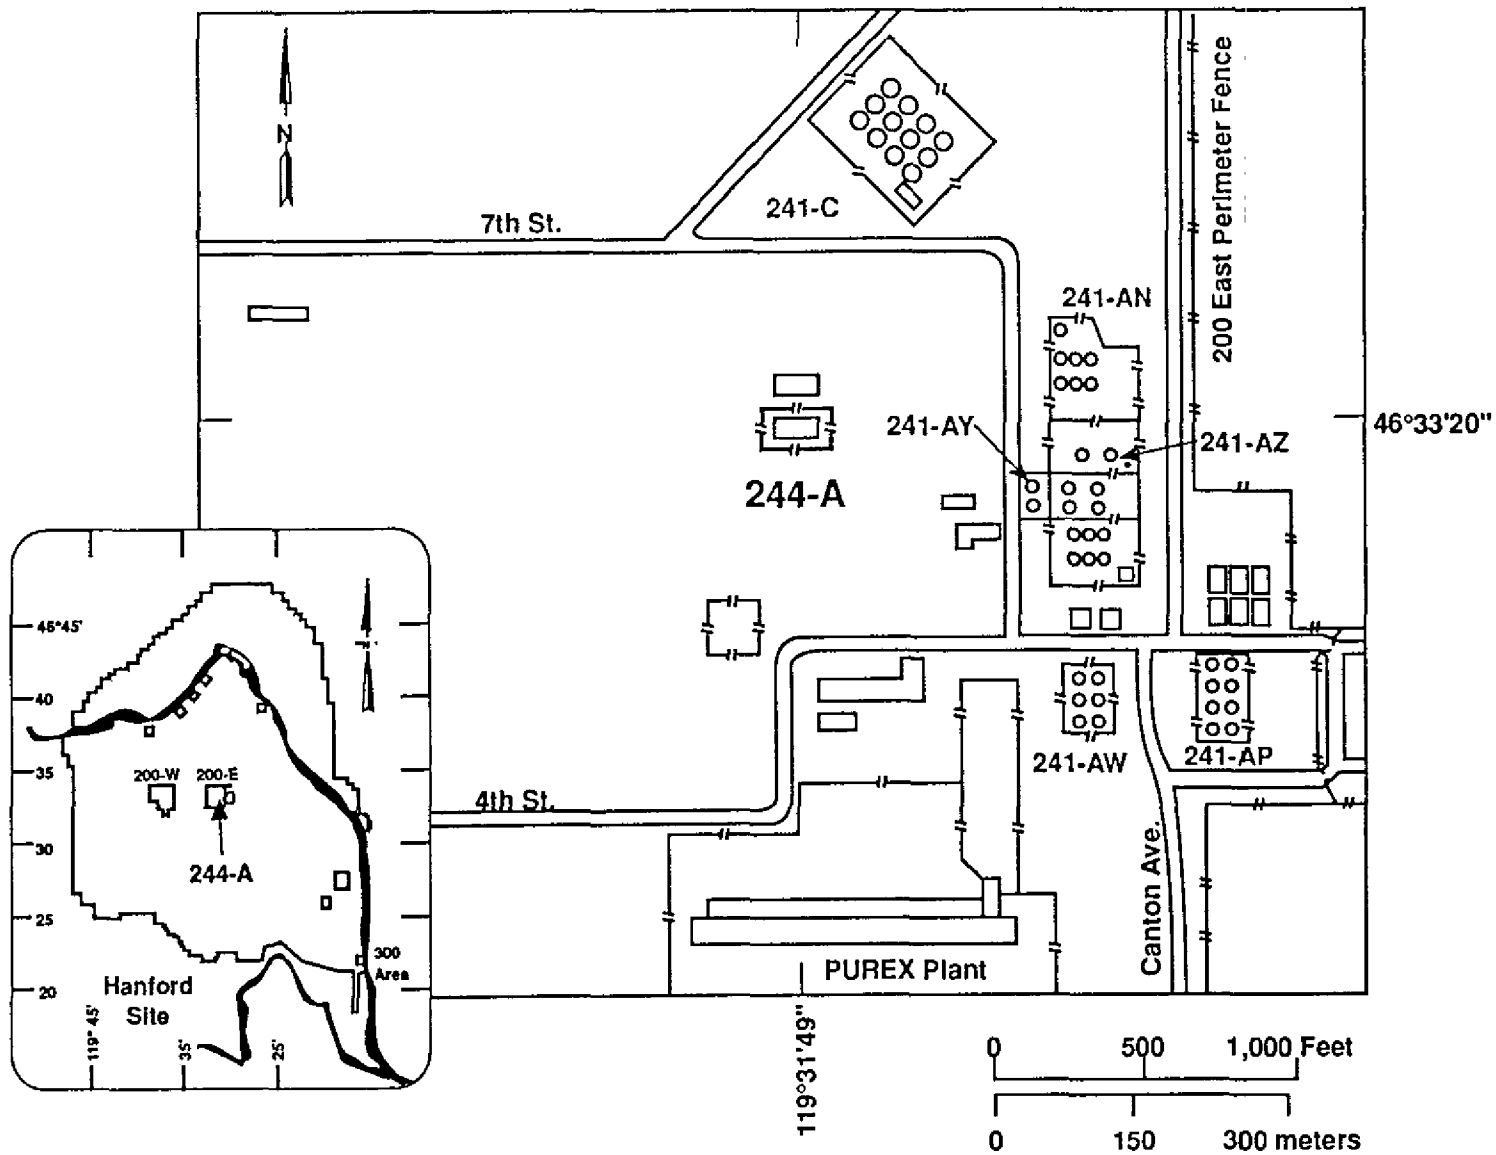 N
7th St.
241-C
200 East Perimeter Fence
241-AN
46°33'20"
241-AY
241-AZ
244-A
241-AW
241-AP
4th St.
Canton Ave.
PUREX Plant
119°31'49"
0 500 1,000 Feet
0 150 300 meters
46°45'
40
35
30
25
20
200-W 200-E
244-A
300
Area
Hanford
Site
119° 45'
35'
25'